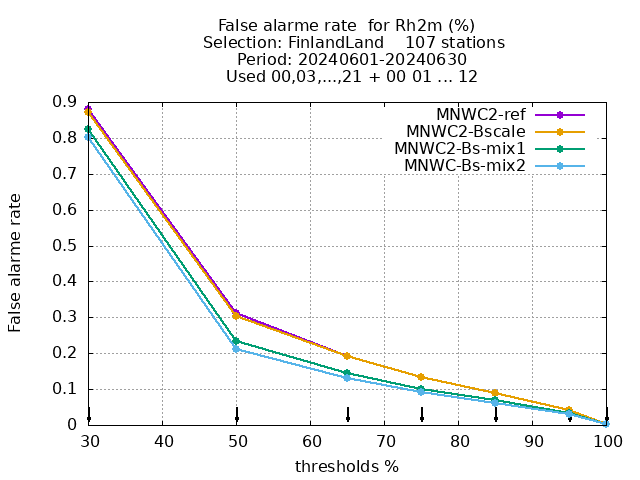 False alarme rate  for Rh2m (%)
Selection: FinlandLand    107 stations
Period: 20240601-20240630
Used 00,03,...,21 + 00 01 ... 12
MNWC2-ref
MNWC2-Bscale
MNWC2-Bs-mix1
MNWC-Bs-mix2
False alarme rate
0.9
0.8
0.7
0.6
0.5
0.4
0.3
0.2
0.1
0
30 40 50 60 70 80 90 100
thresholds %